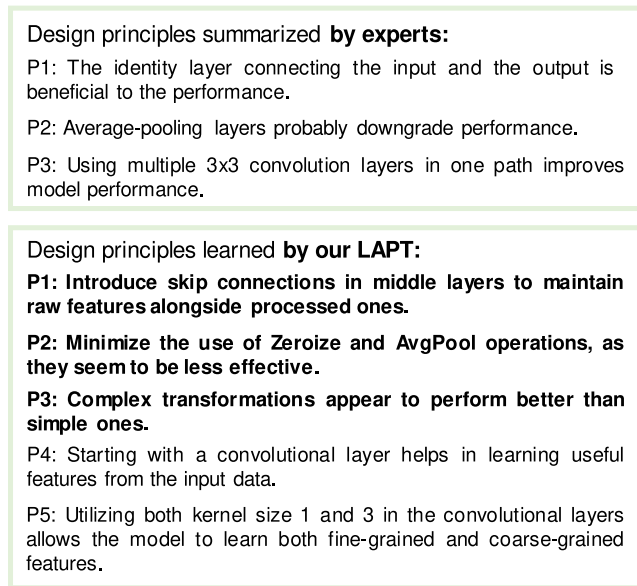 Design principles summarized by experts:
P1: The identity layer connecting the input and the output is
beneficial to the performance.
P2: Average-pooling layers probably downgrade performance.
P3: Using multiple 3x3 convolution layers in one path improves
model performance.
Design principles learned by our LAPT:
P1: Introduce skip connections in middle layers to maintain
raw features alongside processed ones.
P2: Minimize the use of Zeroize and AvgPool operations, as
they seem to be less effective.
P3: Complex transformations appear to perform better than
simple ones.
P4: Starting with a convolutional layer helps in learning useful
features from the input data.
P5: Utilizing both kernel size 1 and 3 in the convolutional layers
allows the model to learn both fine-grained and coarse-grained
features.